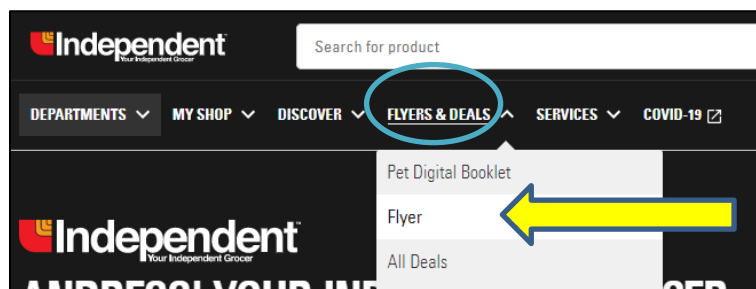 Independent
Your Independent Grocer
Search for product
DEPARTMENTS MY SHOP DISCOVER FLYERS & DEALS SERVICES COVID-19
Pet Digital Booklet
Flyer
All Deals
Independent™
Your Independent Grocer